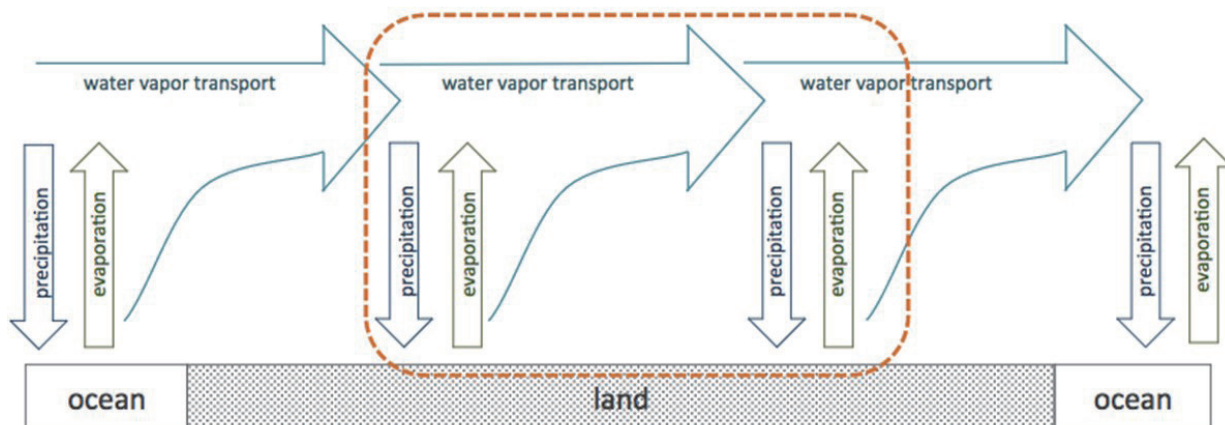 water vapor transport
water vapor transport
water vapor transport
precipitation
evaporation
precipitation
evaporation
precipitation
evaporation
precipitation
evaporation
ocean
land
ocean